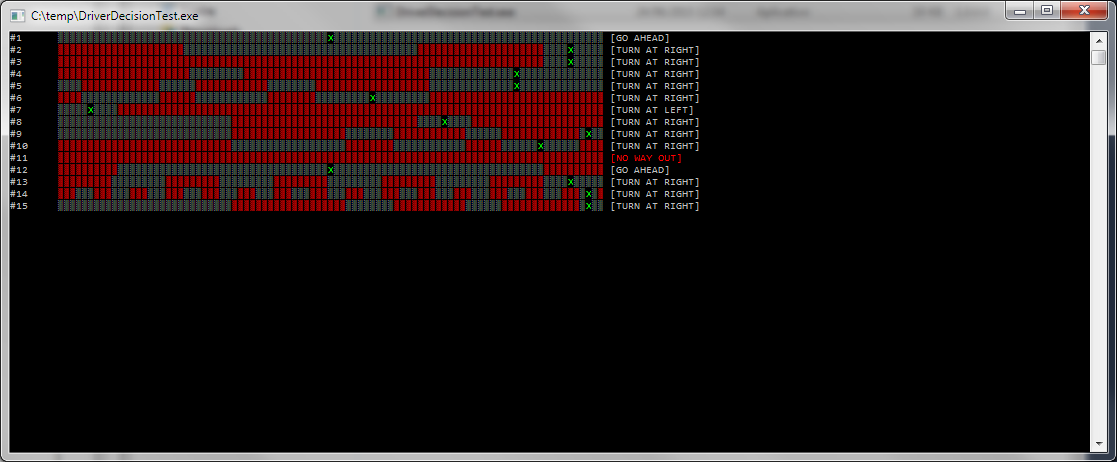 C:\temp\DriverDecisionTest.exe
#1 x [GO AHEAD]
#2 x [TURN AT RIGHT]
#3 x [TURN AT RIGHT]
#4 x [TURN AT RIGHT]
#5 x [TURN AT RIGHT]
#6 x [TURN AT RIGHT]
#7 x [TURN AT LEFT]
#8 x [TURN AT RIGHT]
#9 x [TURN AT RIGHT]
#10 x [TURN AT RIGHT]
#11 [NO WAY OUT]
#12 x [GO AHEAD]
#13 x [TURN AT RIGHT]
#14 x [TURN AT RIGHT]
#15 x [TURN AT RIGHT]